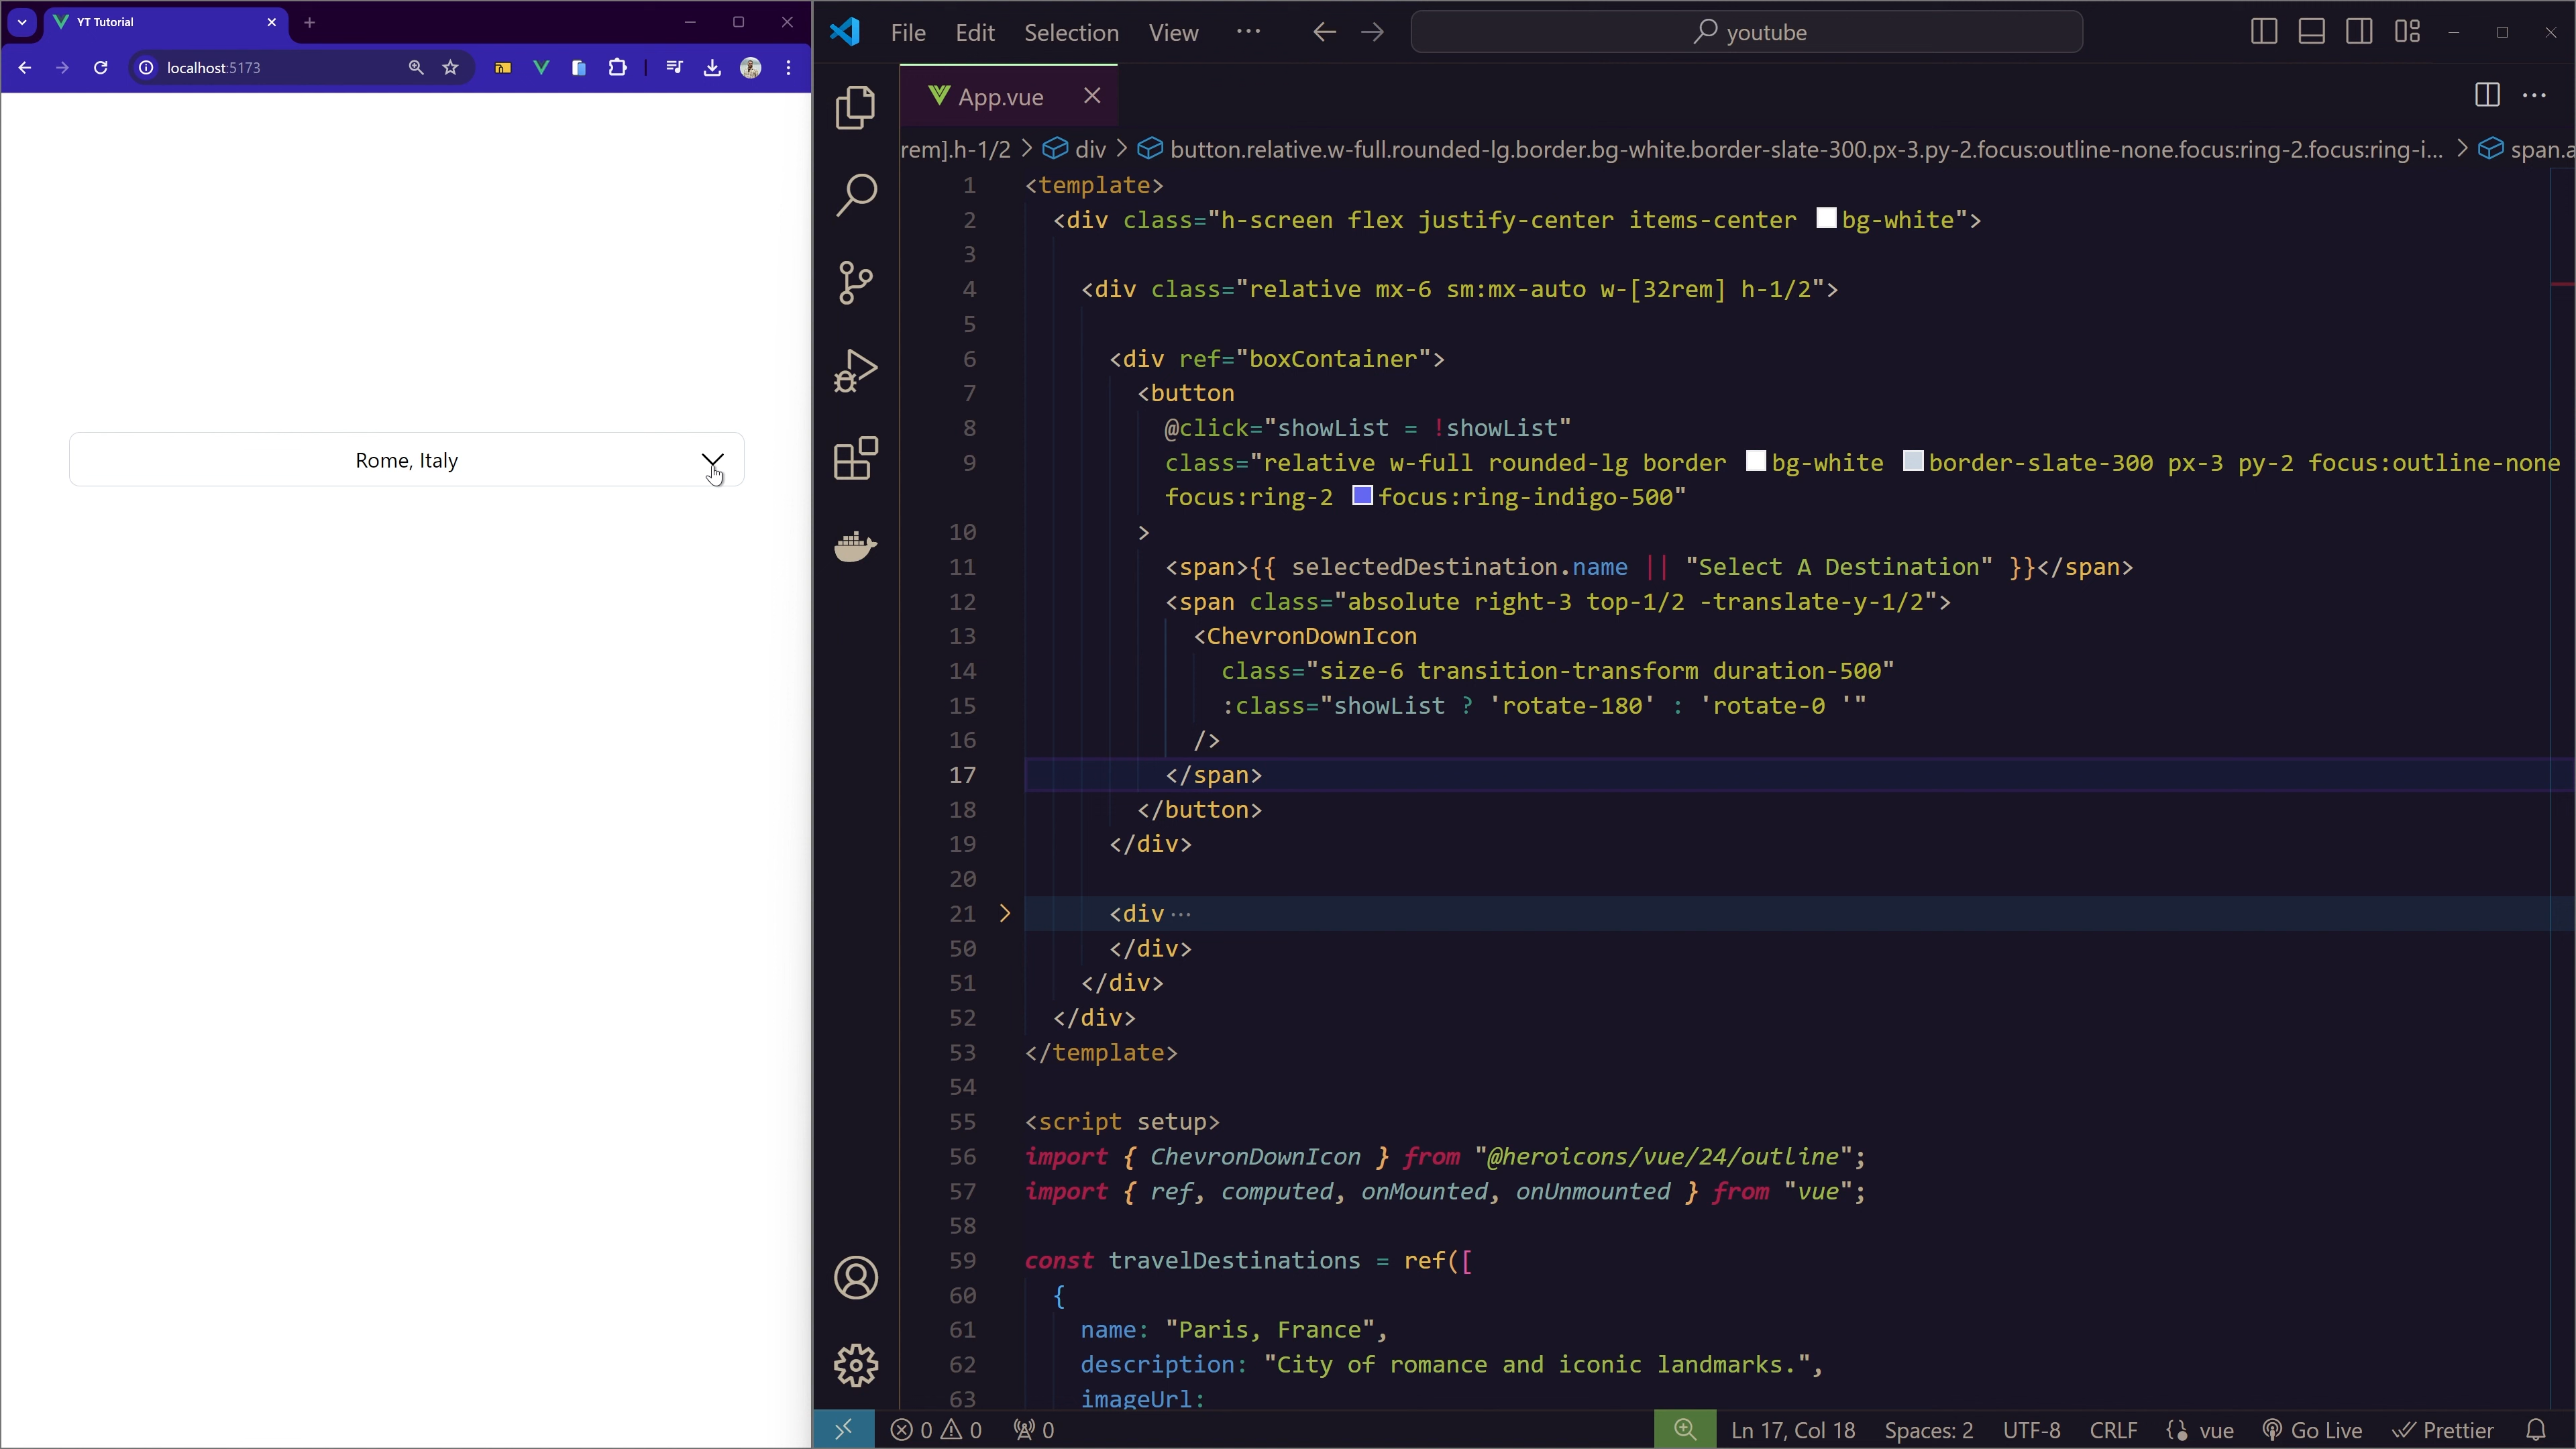 YT Tutorial
localhost:5173
Rome, Italy
File Edit Selection View ··· youtube
App.vue
rem].h-1/2 > div > button.relative.w-full.rounded-lg.border.bg-white.border-slate-300.px-3.py-2.focus:outline-none.focus:ring-2.focus:ring-i... > span.a
1 <template>
2 <div class="h-screen flex justify-center items-center bg-white">
3
4 <div class="relative mx-6 sm:mx-auto w-[32rem] h-1/2">
5
6 <div ref="boxContainer">
7 <button
8 @click="showList = !showList"
9 class="relative w-full rounded-lg border bg-white border-slate-300 px-3 py-2 focus:outline-none
focus:ring-2 focus:ring-indigo-500"
10 >
11 <span>{{ selectedDestination.name || "Select A Destination" }}</span>
12 <span class="absolute right-3 top-1/2 -translate-y-1/2">
13 <ChevronDownIcon
14 class="size-6 transition-transform duration-500"
15 :class="showList ? 'rotate-180' : 'rotate-0 '"
16 />
17 </span>
18 </button>
19 </div>
20
21 <div ···
50 </div>
51 </div>
52 </div>
53 </template>
54
55 <script setup>
56 import { ChevronDownIcon } from "@heroicons/vue/24/outline";
57 import { ref, computed, onMounted, onUnmounted } from "vue";
58
59 const travelDestinations = ref([
60 {
61 name: "Paris, France",
62 description: "City of romance and iconic landmarks.",
63 imageUrl:
0 0 0 Ln 17, Col 18 Spaces: 2 UTF-8 CRLF vue Go Live Prettier